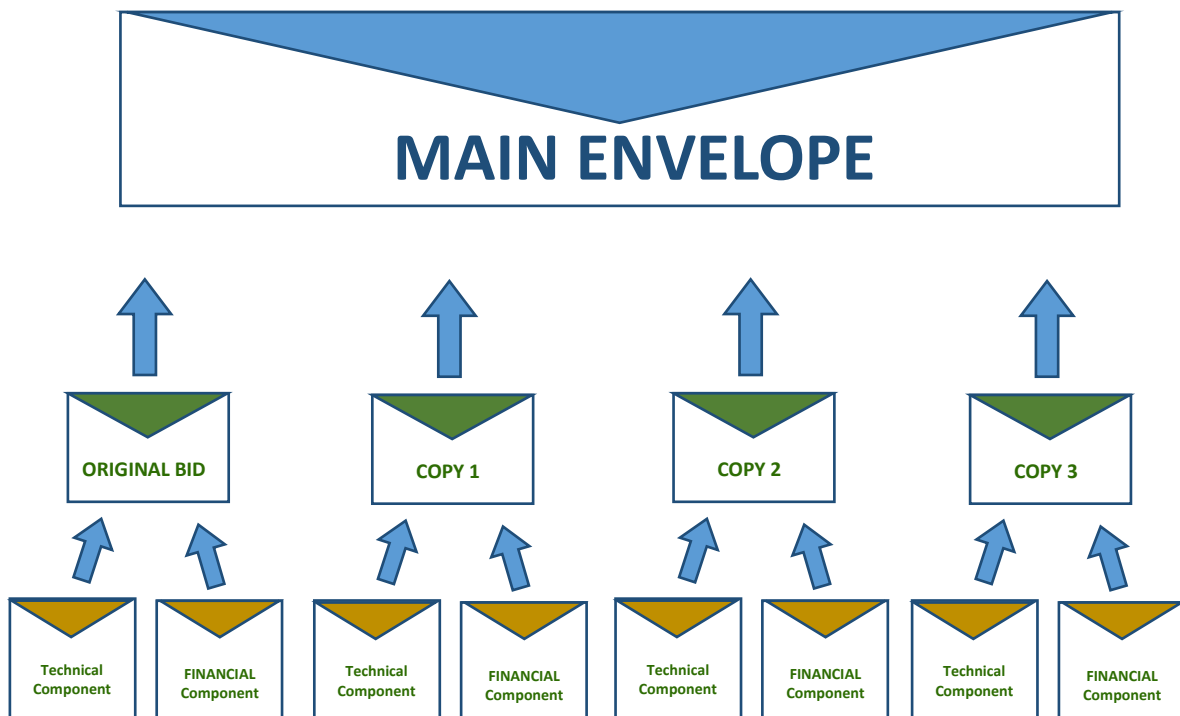 MAIN ENVELOPE
ORIGINAL BID
COPY 1
COPY 2
COPY 3
Technical
Component
FINANCIAL
Component
Technical
Component
FINANCIAL
Component
Technical
Component
FINANCIAL
Component
Technical
Component
FINANCIAL
Component